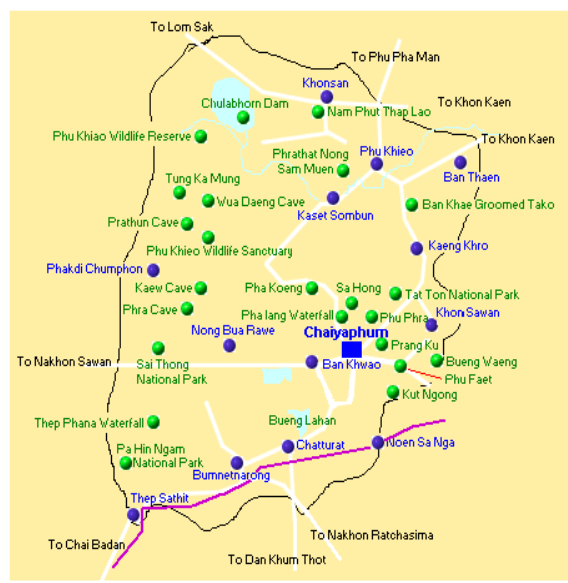 To Lom Sak
To Phu Pha Man
Khonsan
Chulabhorn Dam
To Khon Kaen
Nam Phut Thap Lao
Phu Khiao Wildlife Reserve
To Khon Kaen
Phrathat Nong
Sam Muen
Phu Khieo
Ban Thaen
Tung Ka Mung
Wua Daeng Cave
Kaset Sombun
Ban Khae Groomed Tako
Prathun Cave
Phu Khieo Wildlife Sanctuary
Kaeng Khro
Phakdi Chumphon
Kaew Cave
Pha Koeng
Sa Hong
Tat Ton National Park
Phra Cave
Pha Iang Waterfall
Phu Phra
Khon Sawan
Nong Bua Rawe
Chaiyaphum
Prang Ku
To Nakhon Sawan
Sai Thong
National Park
Ban Khwao
Bueng Waeng
Phu Faet
Kut Ngong
Thep Phana Waterfall
Bueng Lahan
Pa Hin Ngam
National Park
Chatturat
Noen Sa Nga
Bumnetnarong
Thep Sathit
To Chai Badan
To Nakhon Ratchasima
To Dan Khum Thot